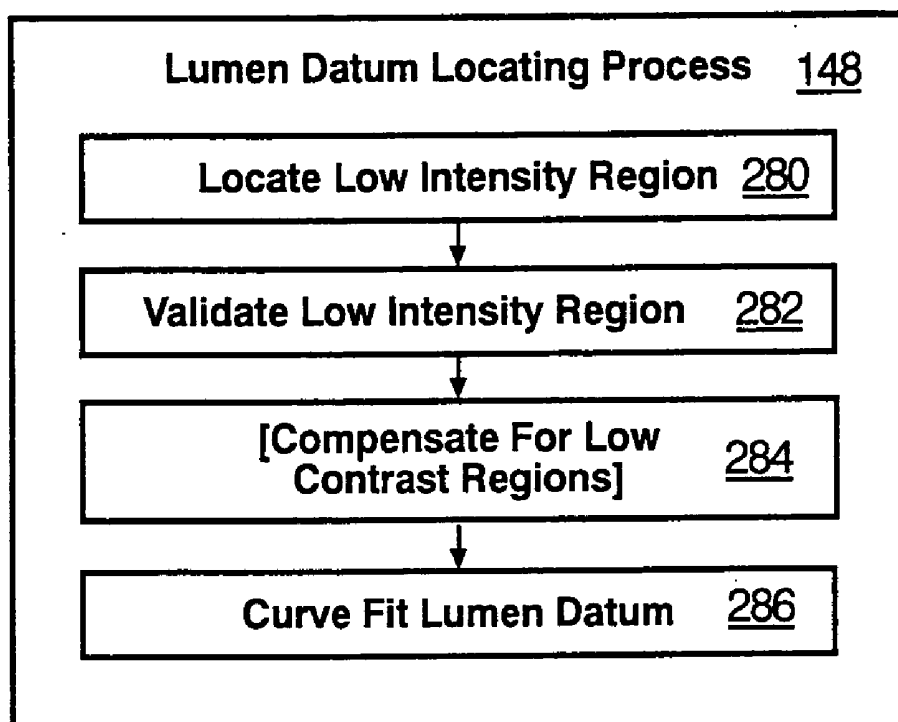 Lumen Datum Locating Process 148
Locate Low Intensity Region 280
Validate Low Intensity Region 282
[Compensate For Low
Contrast Regions] 284
Curve Fit Lumen Datum 286